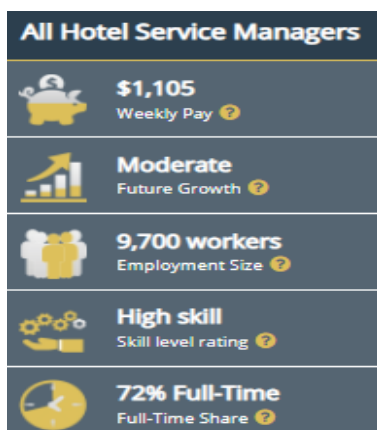 All Hotel Service Managers
$
$1,105
Weekly Pay ?
Moderate
Future Growth ?
9,700 workers
Employment Size ?
High skill
Skill level rating ?
72% Full-Time
Full-Time Share ?